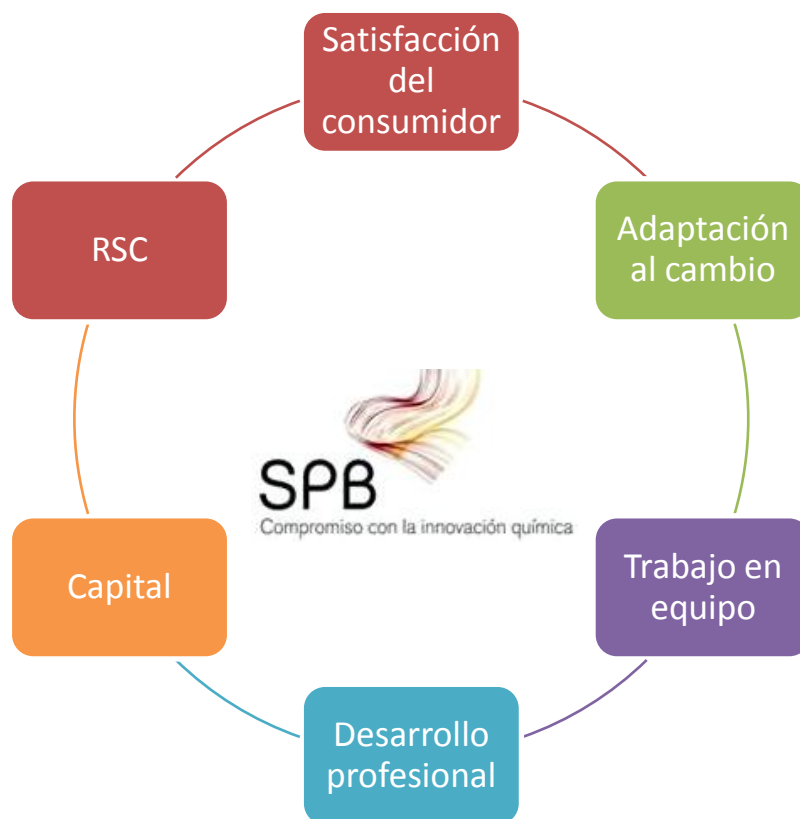 Satisfacción
del
consumidor
RSC
Adaptación
al cambio
SPB
Compromiso con la innovación química
Capital
Trabajo en
equipo
Desarrollo
profesional